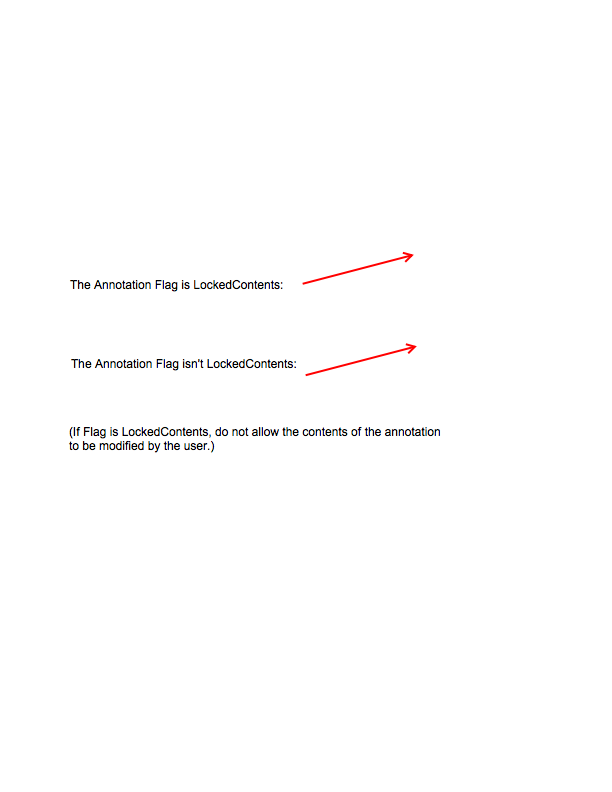 The Annotation Flag is LockedContents:
The Annotation Flag isn't LockedContents:
(If Flag is LockedContents, do not allow the contents of the annotation
to be modified by the user.)